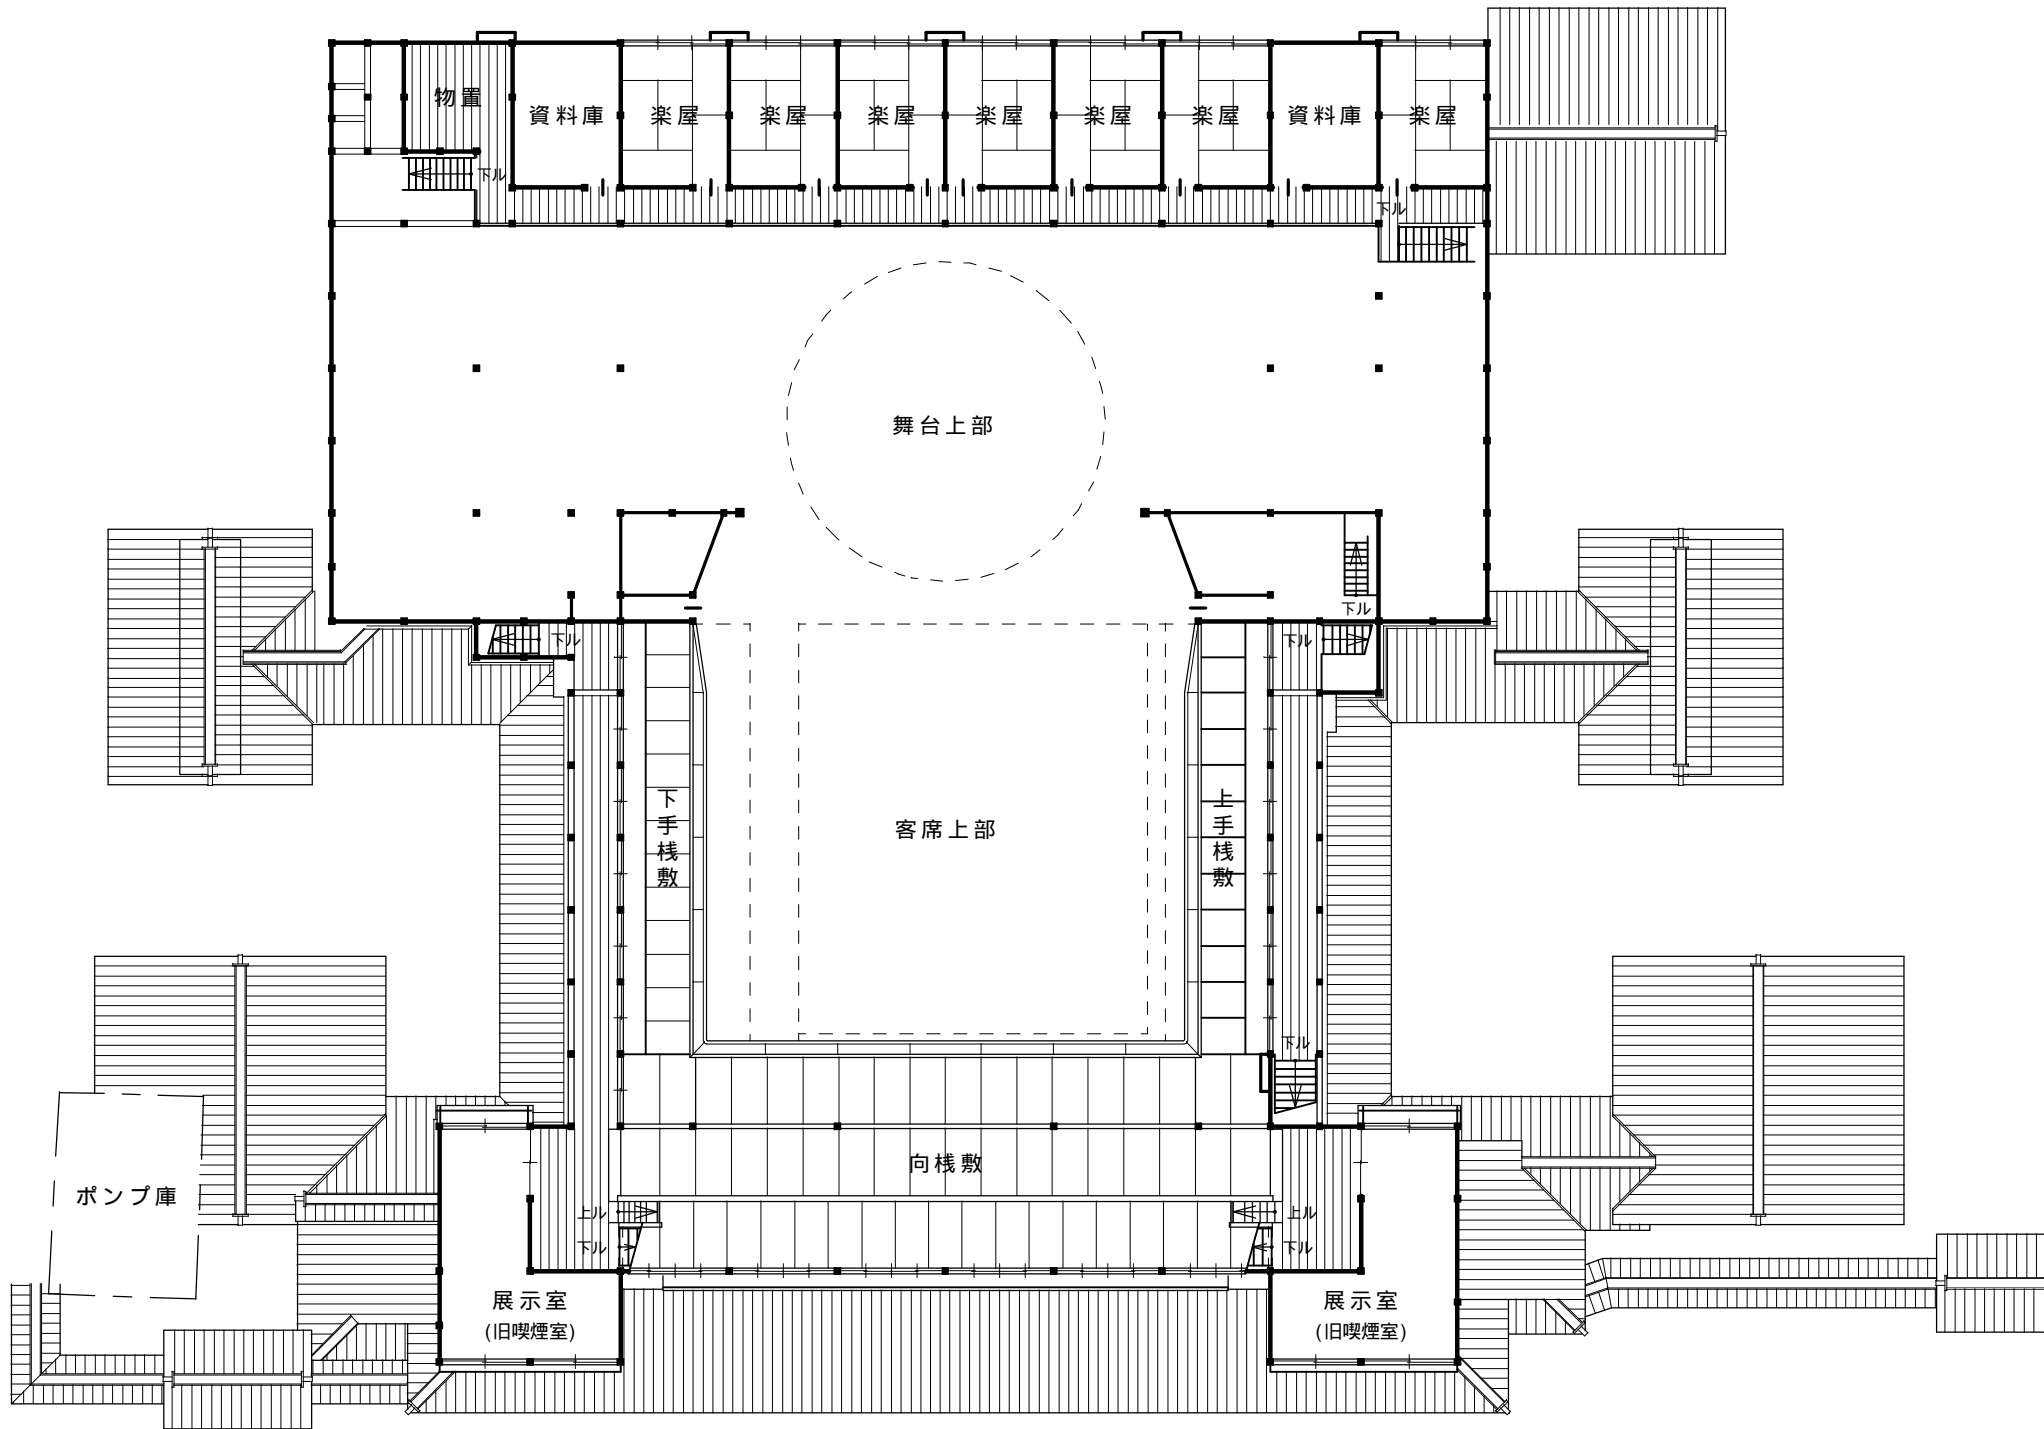 物置
資料庫
楽屋
楽屋
楽屋
楽屋
楽屋
楽屋
資料庫
楽屋
下ル
下ル
舞台上部
下ル
下ル
下ル
下手桟敷
客席上部
上手桟敷
下ル
向桟敷
ポンプ庫
上ル
上ル
下ル
下ル
展示室
(旧喫煙室)
展示室
(旧喫煙室)